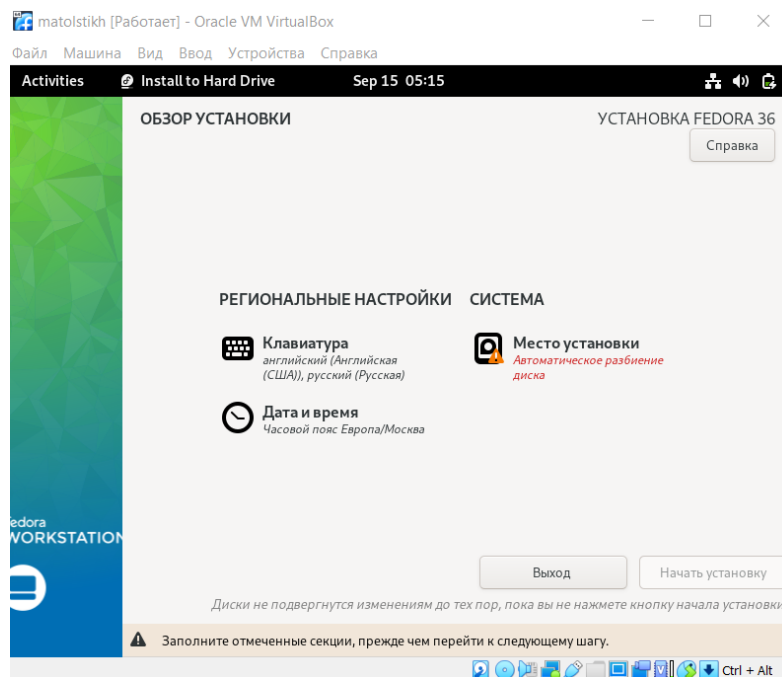 matolstikh [Работает] - Oracle VM VirtualBox
Файл Машина Вид Ввод Устройства Справка
Activities Install to Hard Drive Sep 15 05:15
ОБЗОР УСТАНОВКИ
УСТАНОВКА FEDORA 36
Справка
РЕГИОНАЛЬНЫЕ НАСТРОЙКИ
Клавиатура
английский (Английская
(США)), русский (Русская)
Дата и время
Часовой пояс Европа/Москва
СИСТЕМА
Место установки
Автоматическое разбиение
диска
edora
WORKSTATION
Выход
Начать установку
Диски не подвергнутся изменениям до тех пор, пока вы не нажмете кнопку начала установки
Заполните отмеченные секции, прежде чем перейти к следующему шагу.
Ctrl + Alt